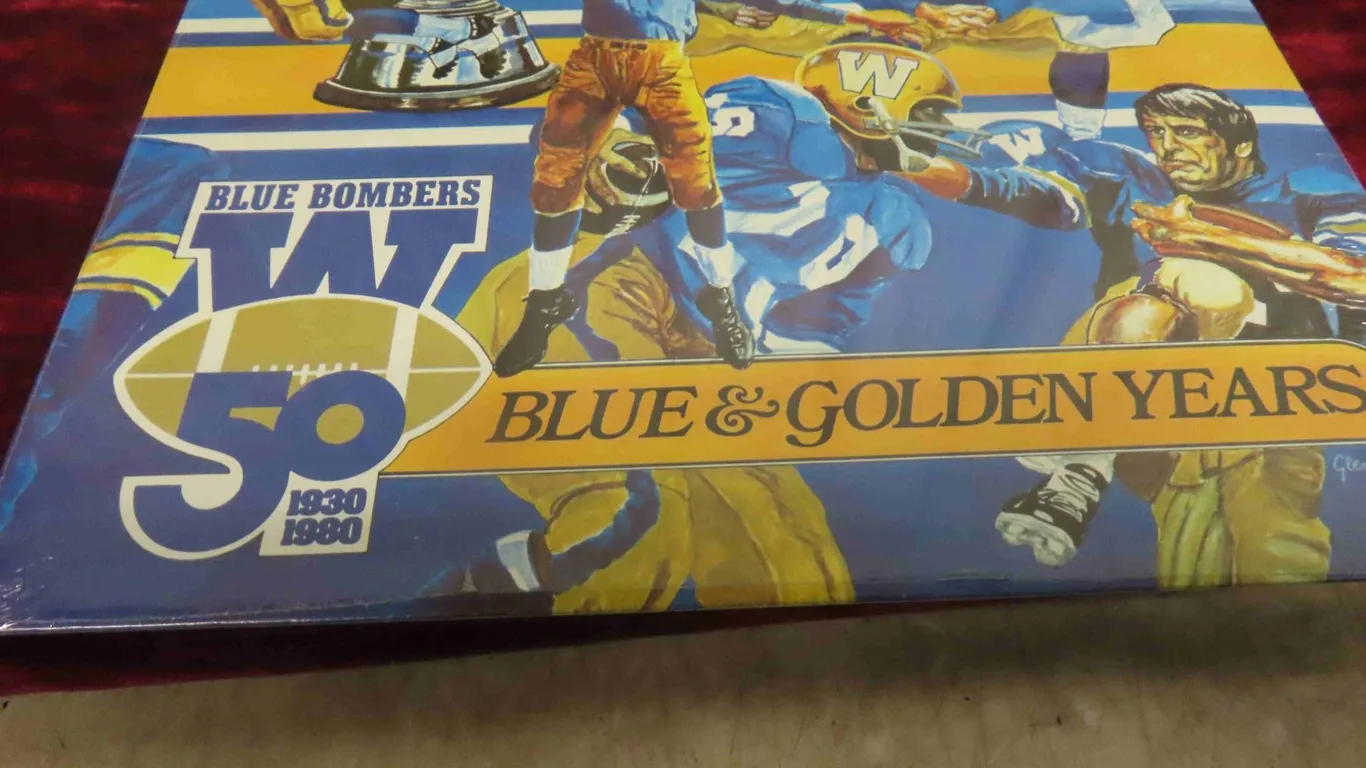 W
W
BLUE BOMBERS
W
50
1930
1980
BLUE & GOLDEN YEARS